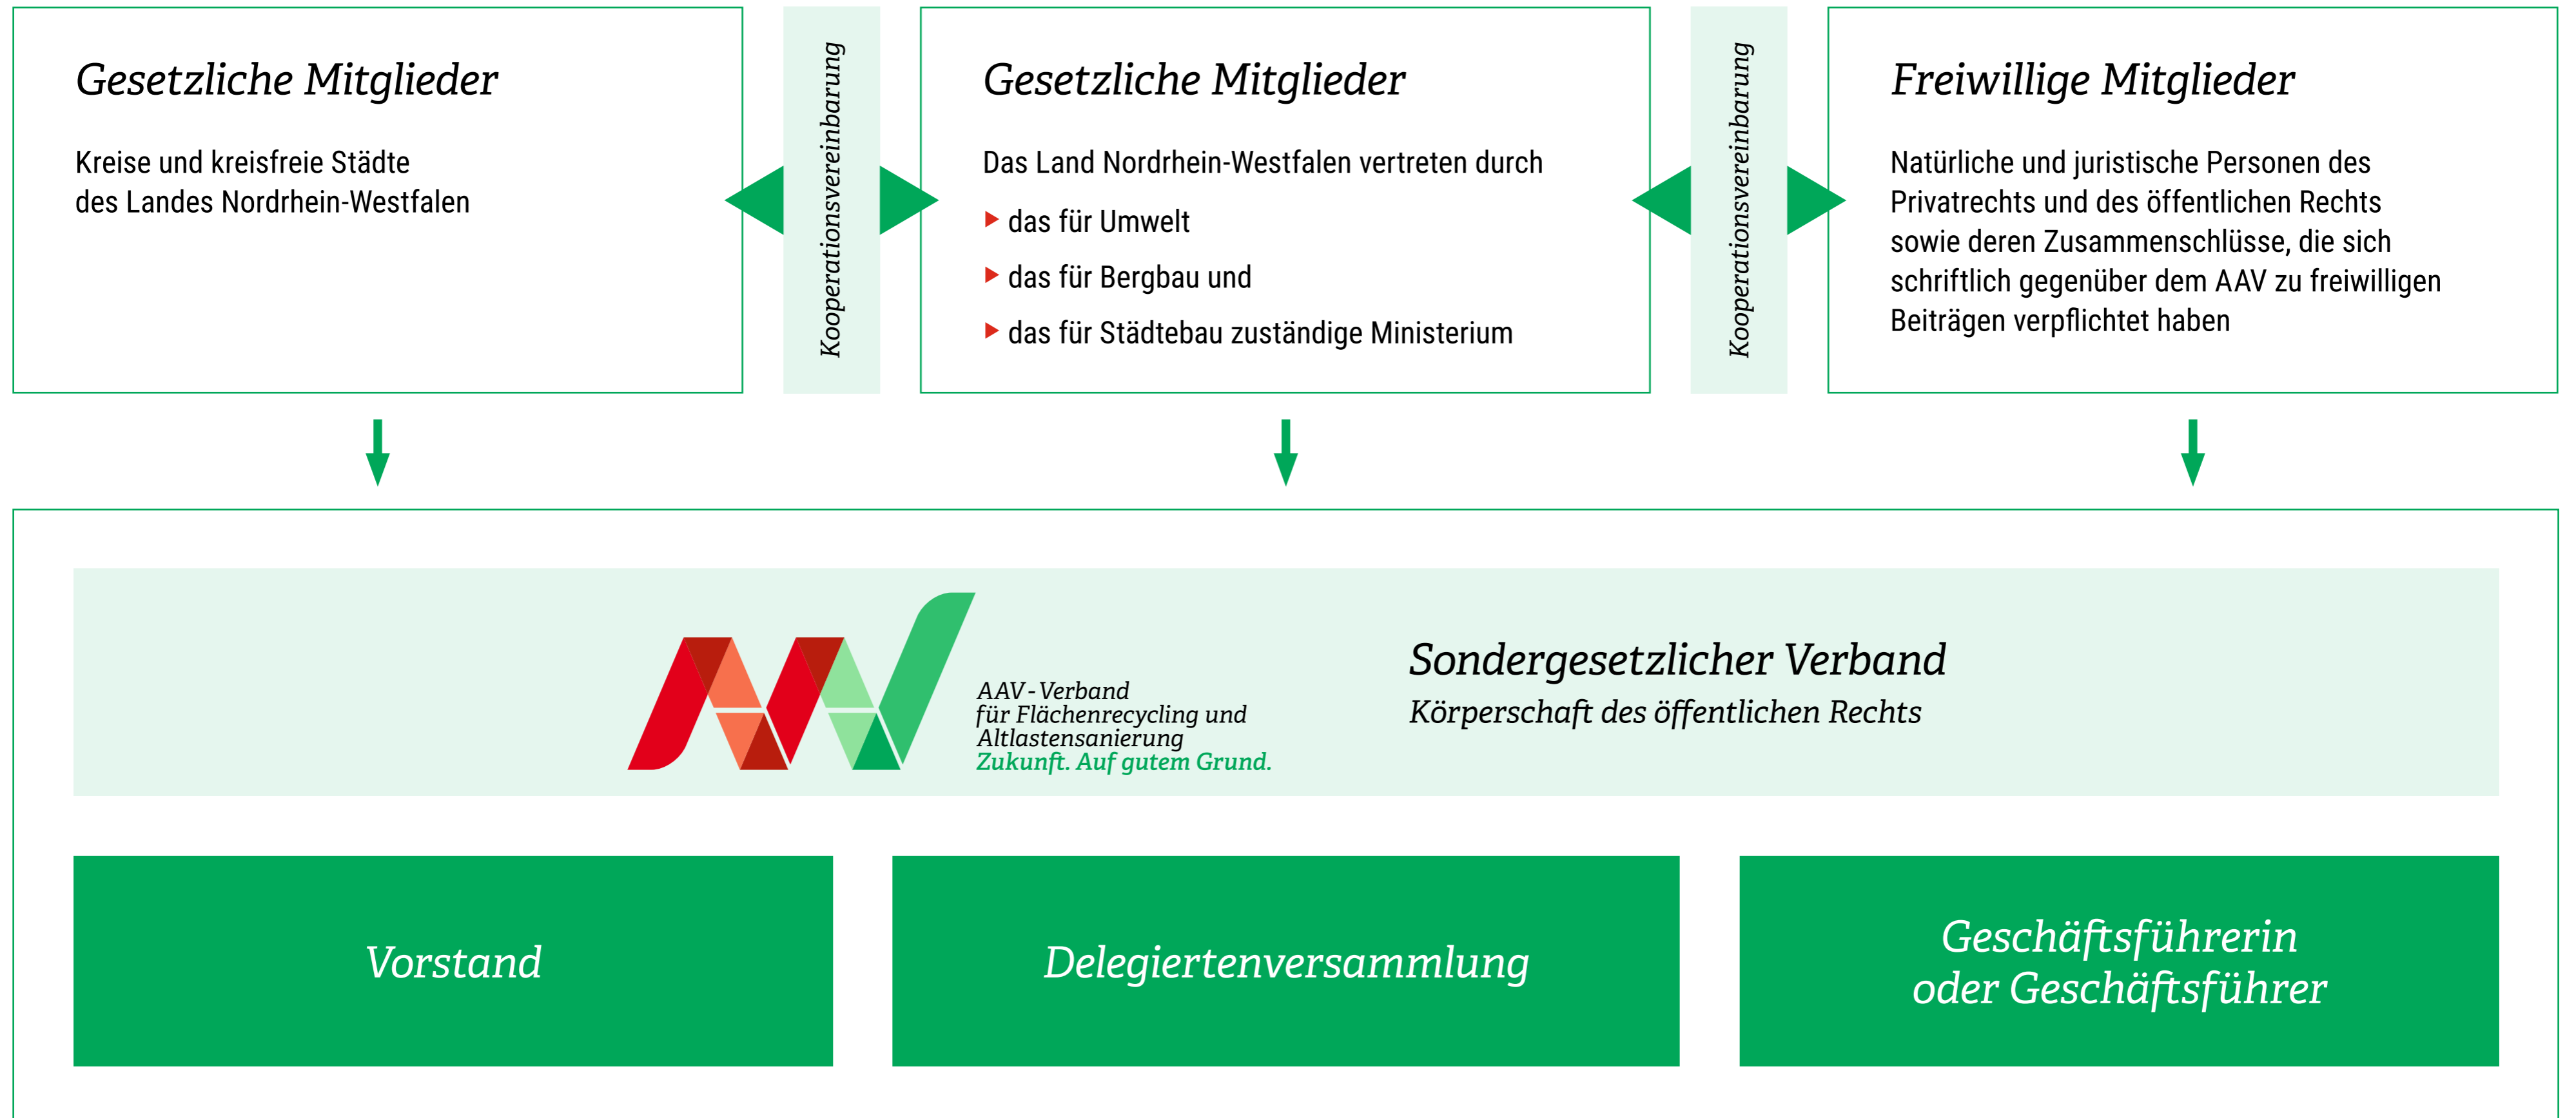 Gesetzliche Mitglieder
Kreise und kreisfreie Städte
des Landes Nordrhein-Westfalen
Kooperationsvereinbarung
Gesetzliche Mitglieder
Das Land Nordrhein-Westfalen vertreten durch
das für Umwelt
das für Bergbau und
das für Städtebau zuständige Ministerium
Kooperationsvereinbarung
Freiwillige Mitglieder
Natürliche und juristische Personen des
Privatrechts und des öffentlichen Rechts
sowie deren Zusammenschlüsse, die sich
schriftlich gegenüber dem AAV zu freiwilligen
Beiträgen verpflichtet haben
AAV
AAV-Verband
für Flächenrecycling und
Altlastensanierung
Zukunft. Auf gutem Grund.
Sondergesetzlicher Verband
Körperschaft des öffentlichen Rechts
Vorstand
Delegiertenversammlung
Geschäftsführerin
oder Geschäftsführer